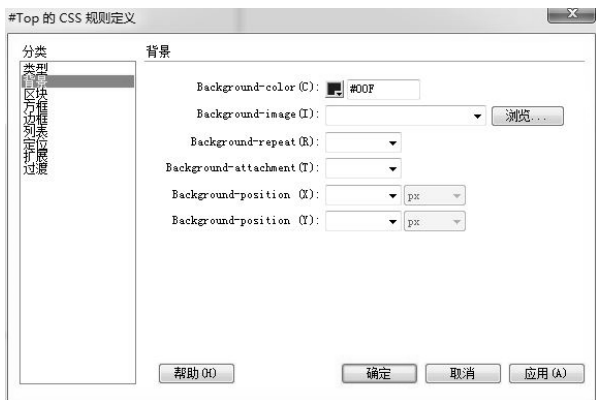 #Top 的 CSS 规则定义
分类
类型
背景
区块
方框
边框
列表
定位
扩展
过渡
背景
Background-color(C): #00F
Background-image(I): 浏览...
Background-repeat(R):
Background-attachment(T):
Background-position (X): px
Background-position (Y): px
帮助(H) 确定 取消 应用(A)